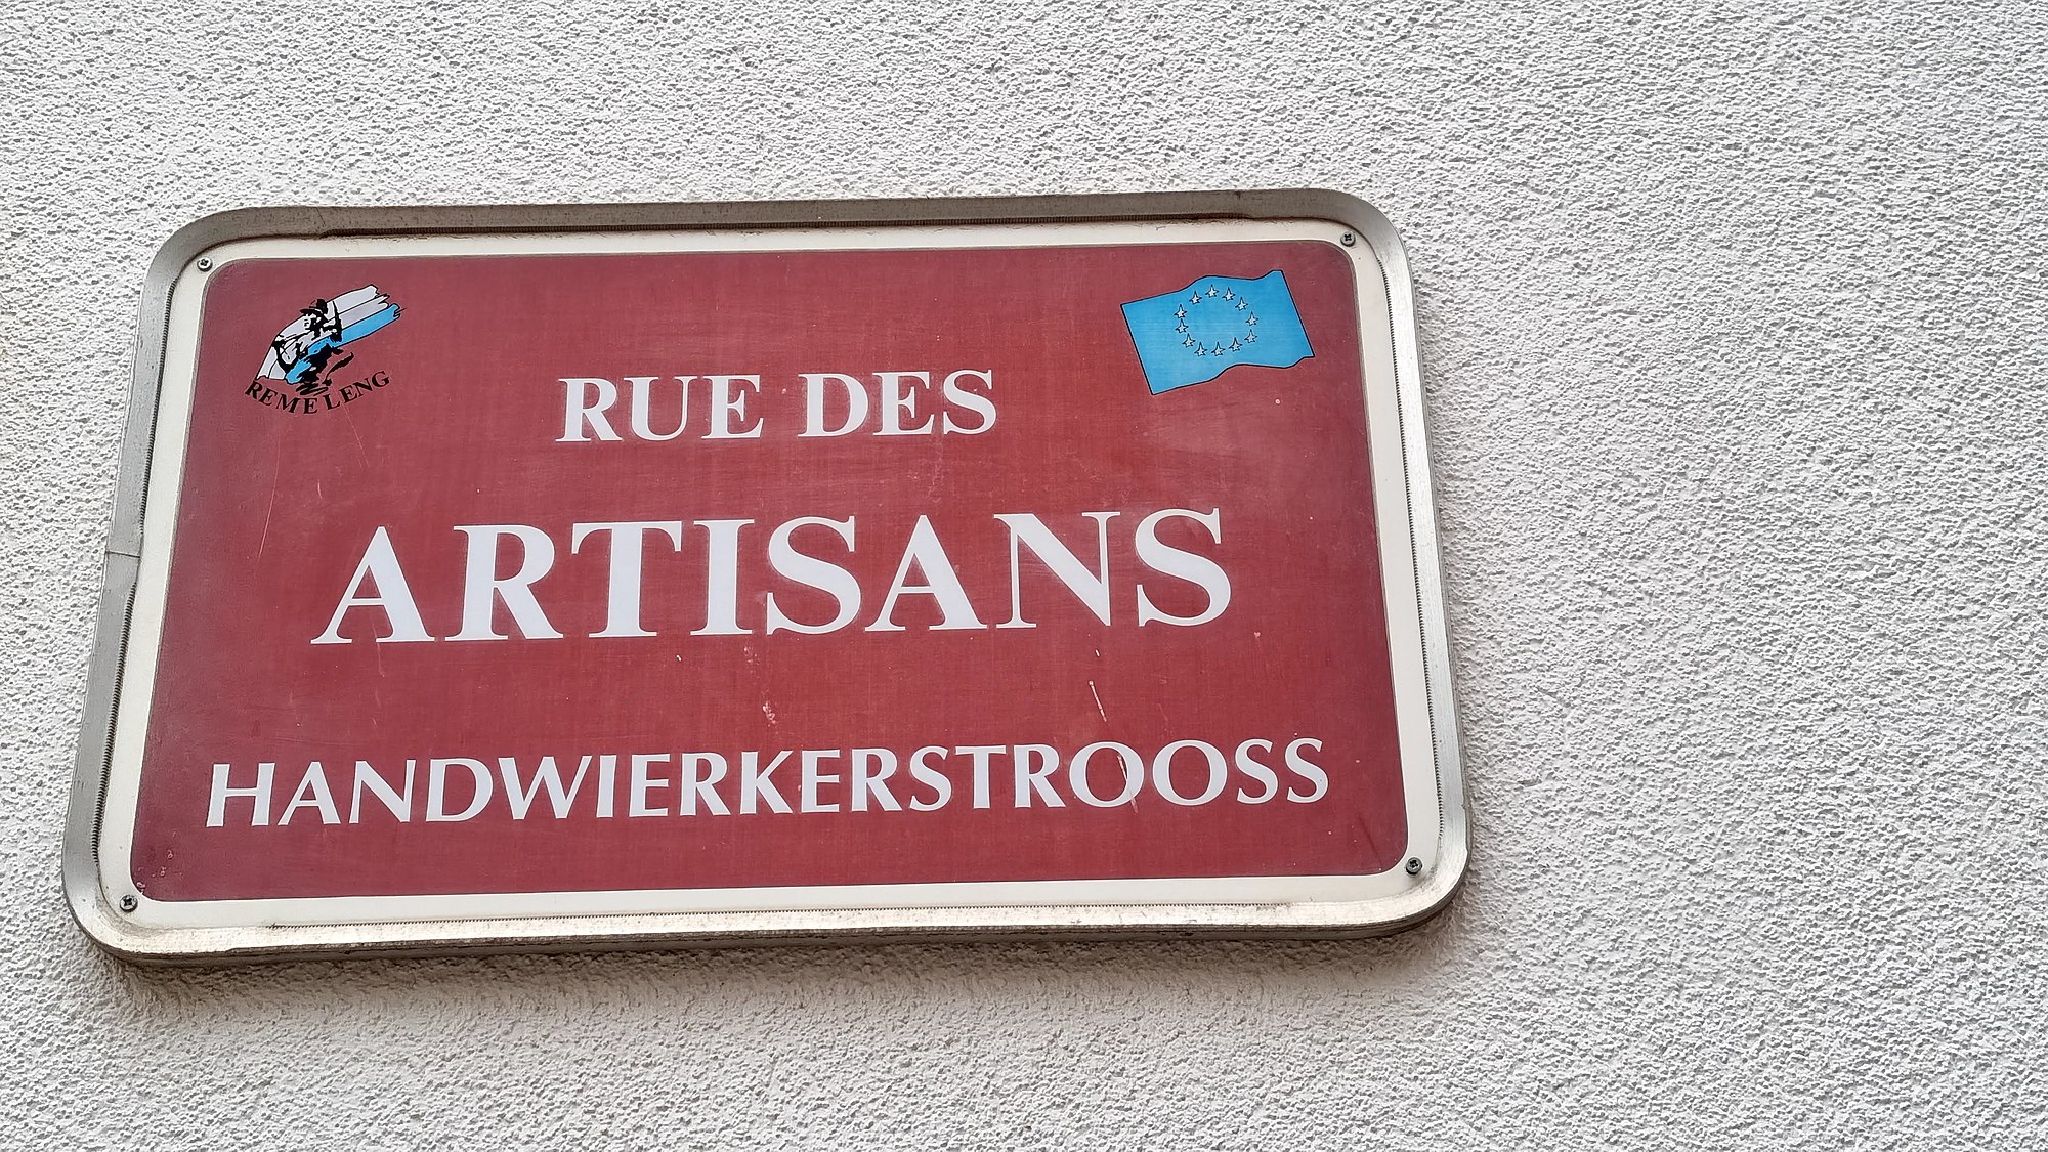 REMELENG
RUE DES
ARTISANS
HANDWIERKERSTROOSS